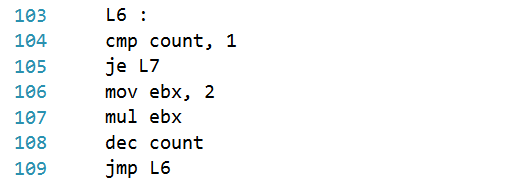 103 L6 :
104 cmp count, 1
105 je L7
106 mov ebx, 2
107 mul ebx
108 dec count
109 jmp L6